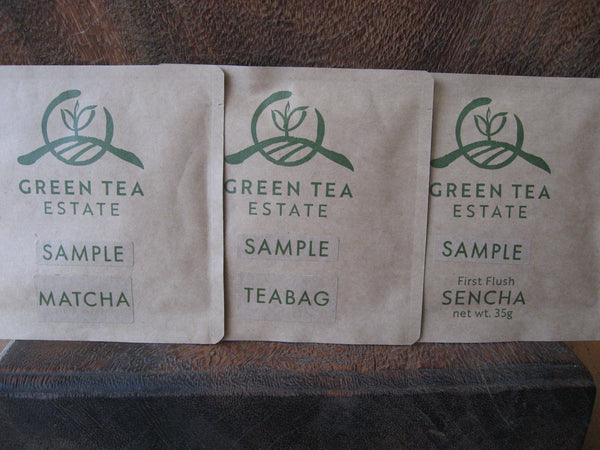 GREEN TEA
ESTATE
SAMPLE
MATCHA
GREEN TEA
ESTATE
SAMPLE
TEABAG
GREEN TEA
ESTATE
SAMPLE
First Flush
SENCHA
net wt. 35g